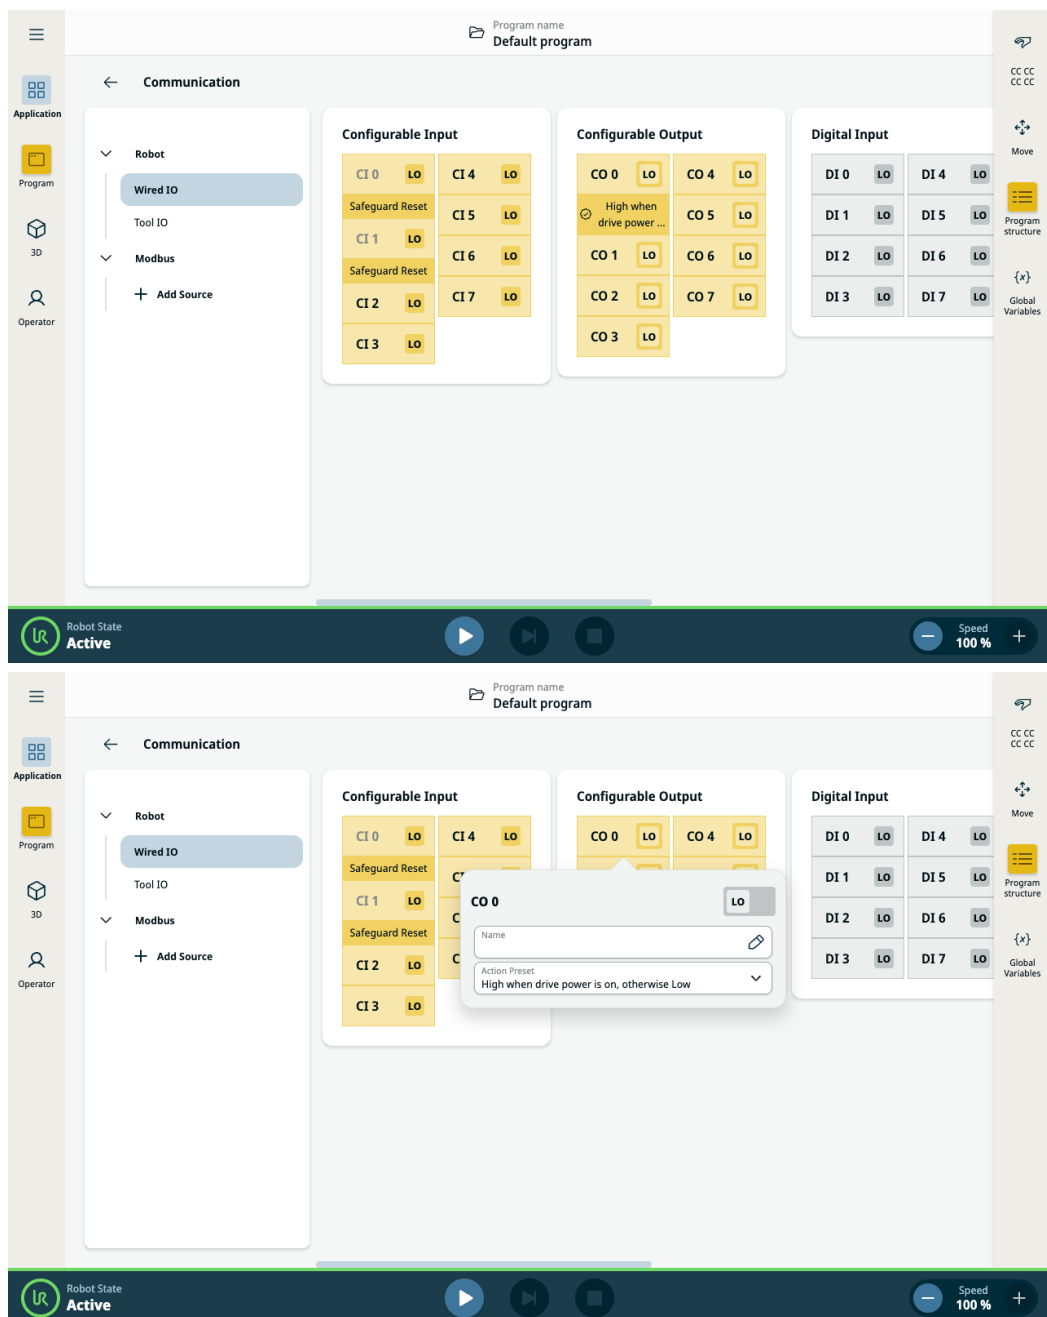 Program name
Default program
Application
Program
3D
Operator
Communication
Robot
Wired IO
Tool IO
Modbus
Add Source
Configurable Input
CI 0 LO CI 4 LO
Safeguard Reset
CI 5 LO
CI 1 LO
CI 6 LO
Safeguard Reset
CI 2 LO CI 7 LO
CI 3 LO
Configurable Output
CO 0 LO CO 4 LO
High when
drive power ...
CO 5 LO
CO 1 LO CO 6 LO
CO 2 LO CO 7 LO
CO 3 LO
Digital Input
DI 0 LO DI 4 LO
DI 1 LO DI 5 LO
DI 2 LO DI 6 LO
DI 3 LO DI 7 LO
CC CC
CC CC
Move
Program
structure
{x}
Global
Variables
UR
Robot State
Active
Speed
100 %
Program name
Default program
Application
Program
3D
Operator
Communication
Robot
Wired IO
Tool IO
Modbus
Add Source
Configurable Input
CI 0 LO CI 4 LO
Safeguard Reset
CI 1 LO
Safeguard Reset
CI 2 LO
CI 3 LO
Configurable Output
CO 0 LO CO 4 LO
CO 0
LO
Name
Action Preset
High when drive power is on, otherwise Low
Digital Input
DI 0 LO DI 4 LO
DI 1 LO DI 5 LO
DI 2 LO DI 6 LO
DI 3 LO DI 7 LO
CC CC
CC CC
Move
Program
structure
{x}
Global
Variables
UR
Robot State
Active
Speed
100 %